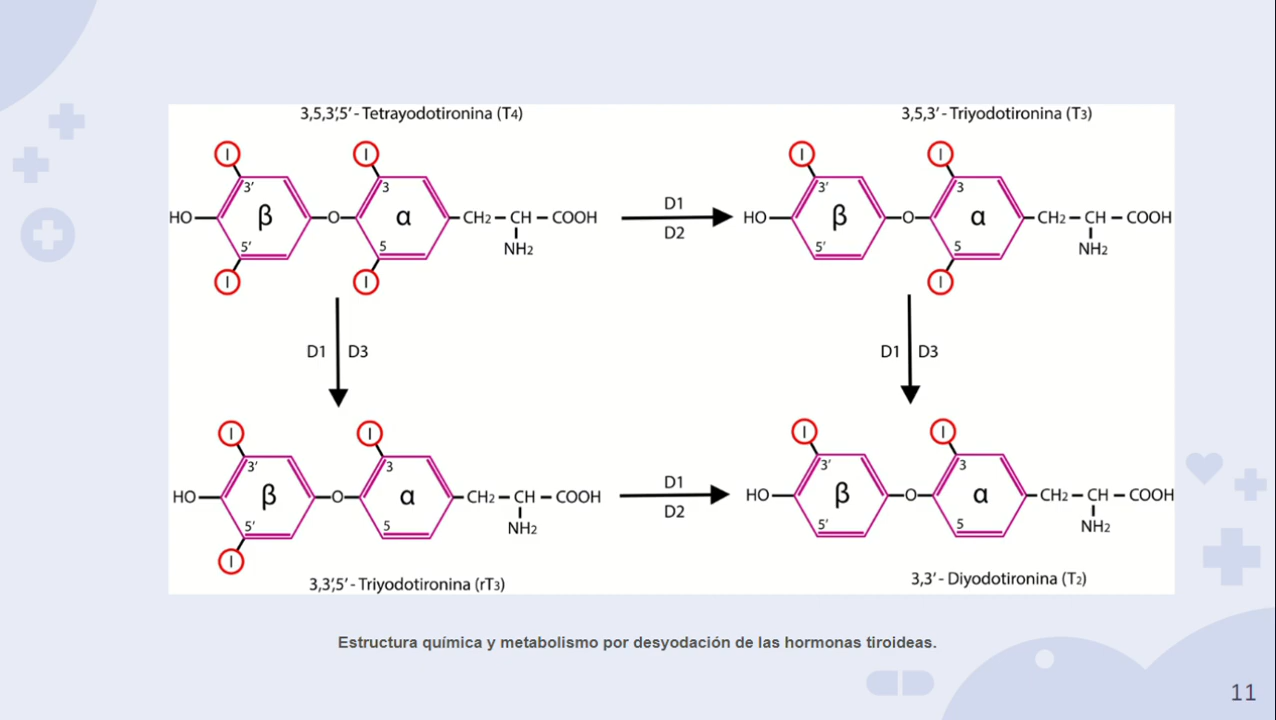 3,5,3',5' - Tetrayodotironina (T4)
3,5,3' - Triyodotironina (T3)
I I I I
3' 3
HO β O α CH2 – CH – COOH
5' 5
NH2
I I
D1
D2
HO β O α CH2 – CH – COOH
3' 3
5' 5
NH2
I
D1 D3
D1 D3
I I I I
3' 3
HO β O α CH2 – CH – COOH
5' 5
NH2
I
D1
D2
HO β O α CH2 – CH – COOH
3' 3
5' 5
NH2
3,3',5' - Triyodotironina (rT3)
3,3' - Diyodotironina (T2)
Estructura química y metabolismo por desyodación de las hormonas tiroideas.
11